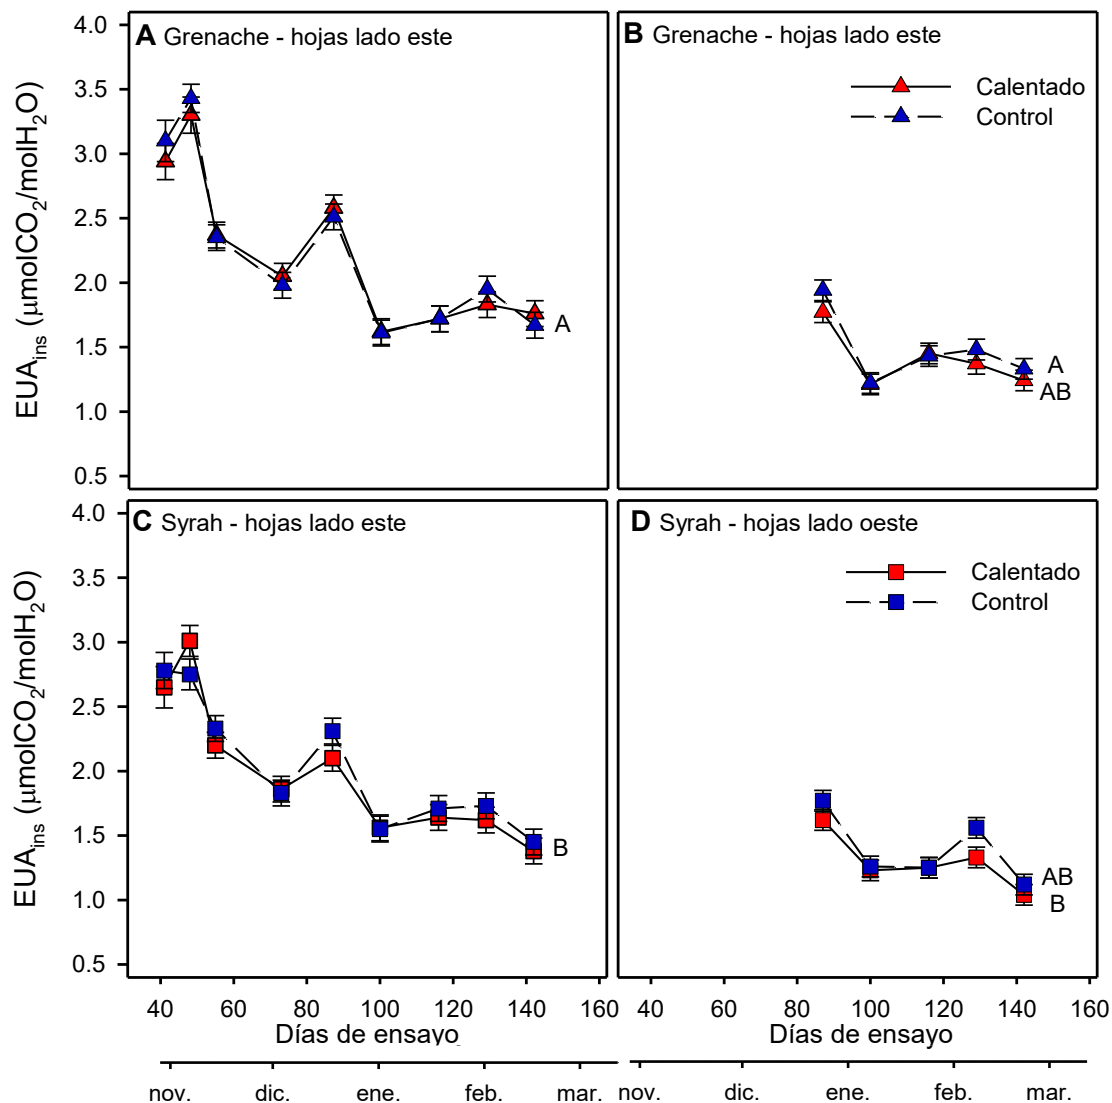 4.0
3.5
3.0
2.5
2.0
1.5
1.0
0.5
EUAins (µmolCO2/molH2O)
A Grenache - hojas lado este
A
B Grenache - hojas lado este
Calentado
Control
A
AB
4.0
3.5
3.0
2.5
2.0
1.5
1.0
0.5
EUAins (µmolCO2/molH2O)
C Syrah - hojas lado este
B
D Syrah - hojas lado oeste
Calentado
Control
AB
B
40 60 80 100 120 140 160
40 60 80 100 120 140 160
Días de ensayo
Días de ensayo
nov. dic. ene. feb. mar.
nov. dic. ene. feb. mar.